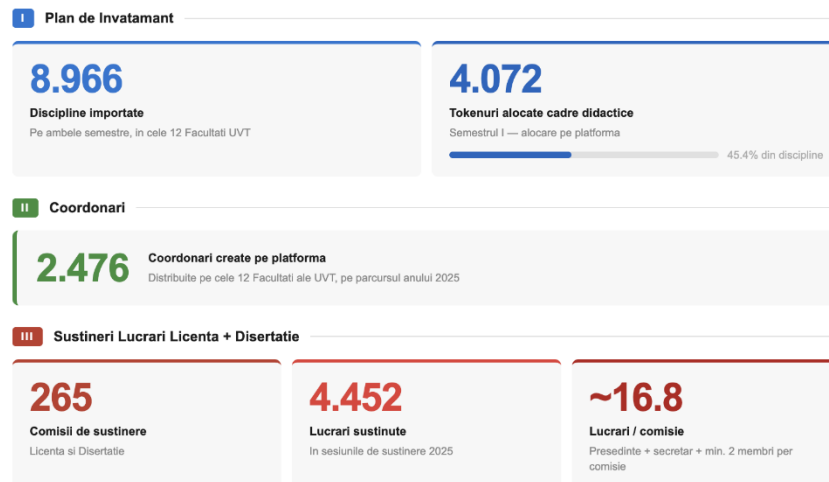 I Plan de Invatamant
8.966
Discipline importate
Pe ambele semestre, in cele 12 Facultati UVT
4.072
Tokenuri alocate cadre didactice
Semestrul I — alocare pe platforma
45.4% din discipline
II Coordonari
2.476
Coordonari create pe platforma
Distribuite pe cele 12 Facultati ale UVT, pe parcursul anului 2025
III Sustineri Lucrari Licenta + Disertatie
265
Comisii de sustinere
Licenta si Disertatie
4.452
Lucrari sustinute
In sesiunile de sustinere 2025
~16.8
Lucrari / comisie
Presedinte + secretar + min. 2 membri per
comisie